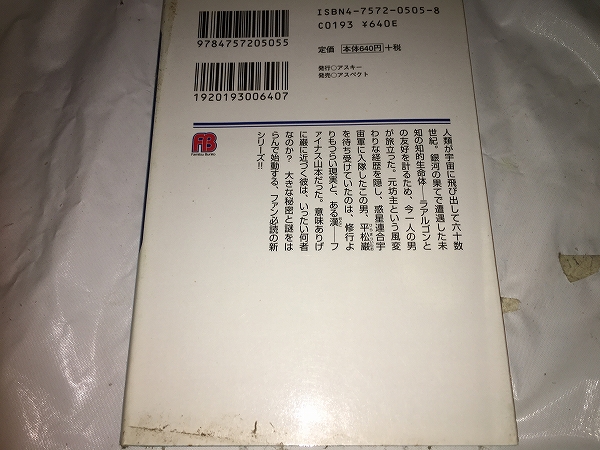 ISBN4-7572-0505-8
C0193 ¥640E
9784757205055
定価 本体640円 +税
発行○アスキー
発売○アスペクト
1920193006407
FB
Famitsu Bunko
人類が宇宙に飛び出して六十数
世紀。銀河の果てで遭遇した未
知の知的生命体――ラアルゴンと
の友好を計るため、今一人の男
が旅立った。元坊主という風変
わりな経歴を隠し、惑星連合宇
宙軍に入隊したこの男、平松巌
を待ち受けていたのは、修行よ
りもつらい現実と、ある漢――フ
ァイナス山本だった。意味ありげ
に巌に近づく彼は、いったい何者
なのか? 大きな秘密と謎をは
らんで始動する、ファン必読の新
シリーズ!!